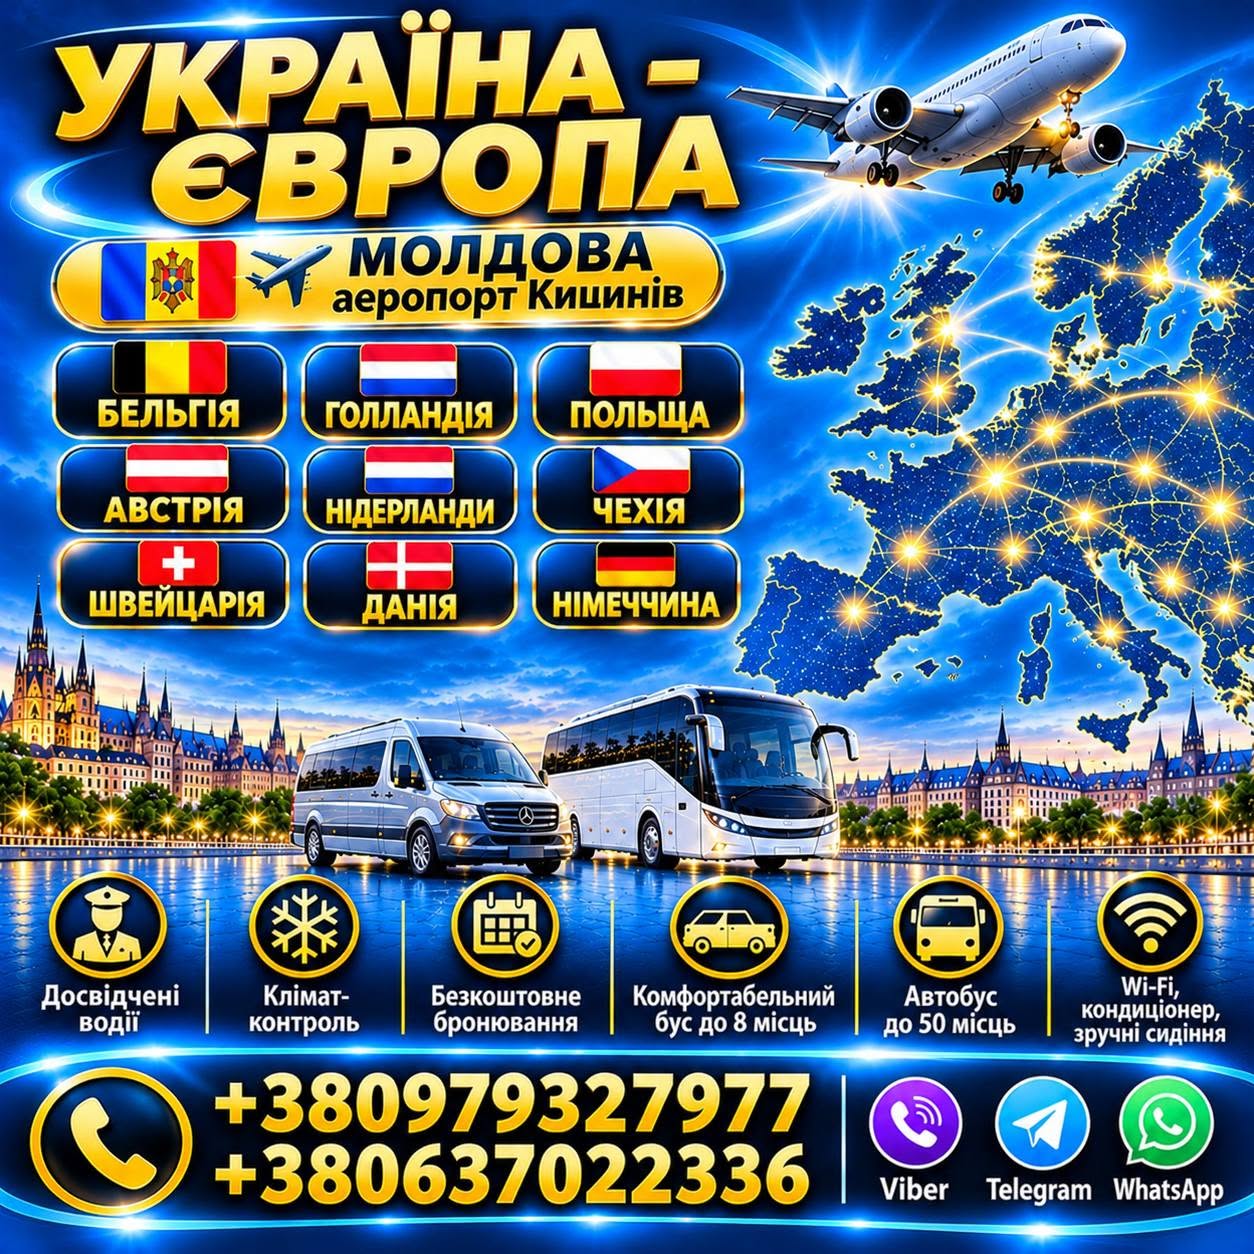 УКРАЇНА -
ЄВРОПА
МОЛДОВА
аеропорт Кицинів
БЕЛЬГІЯ
ГОЛЛАНДІЯ
ПОЛЬЩА
АВСТРІЯ
НІДЕРЛАНДИ
ЧЕХІЯ
ШВЕЙЦАРІЯ
ДАНІЯ
НІМЕЧЧИНА
Досвідчені
водії
Клімат-
контроль
Безкоштовне
бронювання
Комфортабельний
бус до 8 місць
Автобус
до 50 місць
Wi-Fi,
кондиціонер,
зручні сидіння
+380979327977
+380637022336
Viber
Telegram
WhatsApp